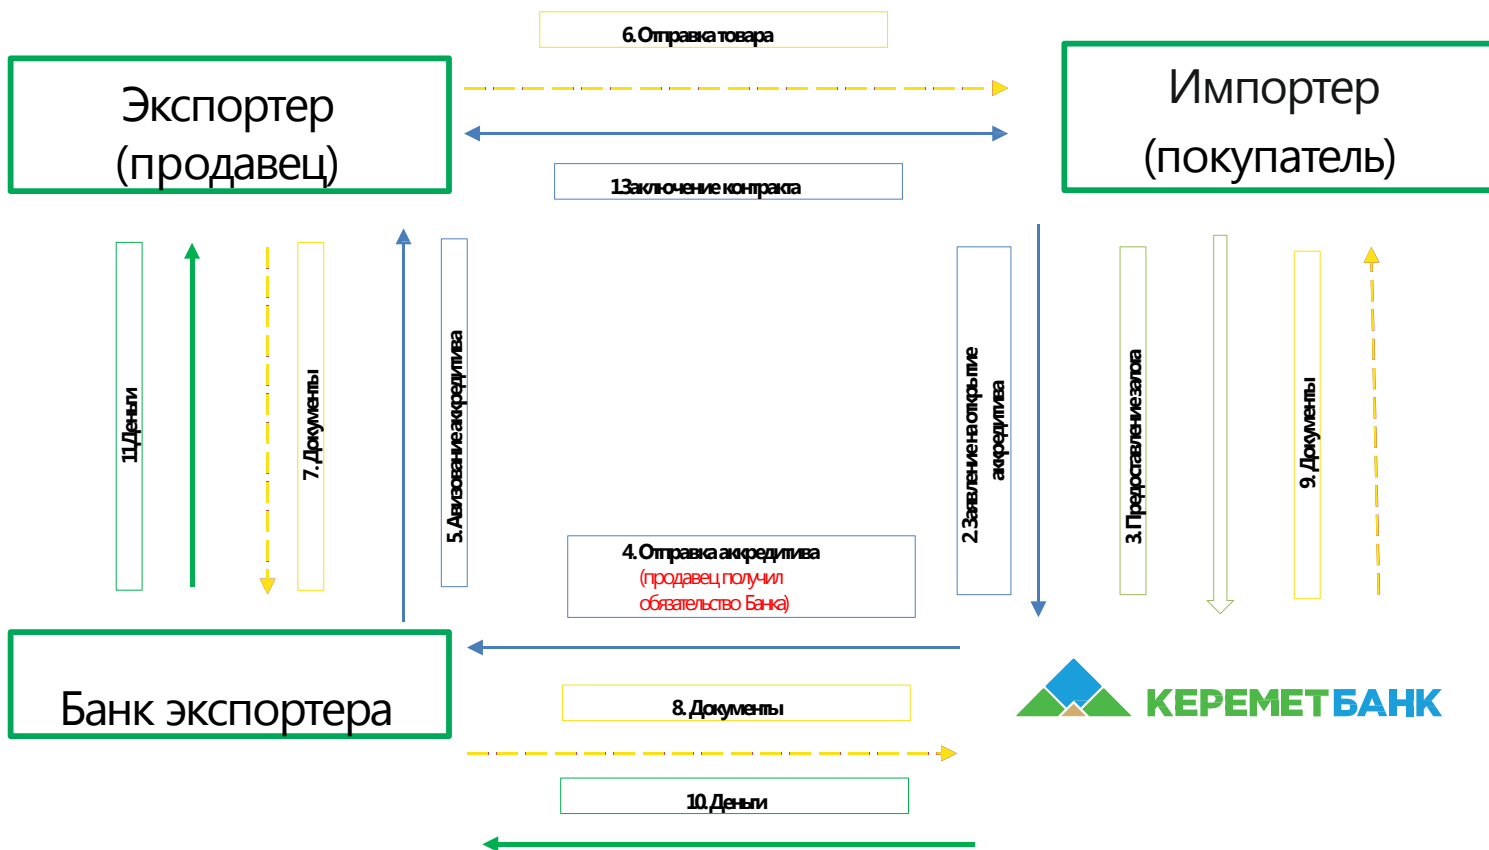 6. Отправка товара
Экспортер
(продавец)
Импортер
(покупатель)
1.Заключение контракта
11.Деньги
7. Документы
5. Авизование аккредитива
2. Заявление на открытие
аккредитива
3. Предоставление залога
9. Документы
4. Отправка аккредитива
(продавец получил
обязательство Банка)
Банк экспортера
8. Документы
КЕРЕМЕТ БАНК
10. Деньги